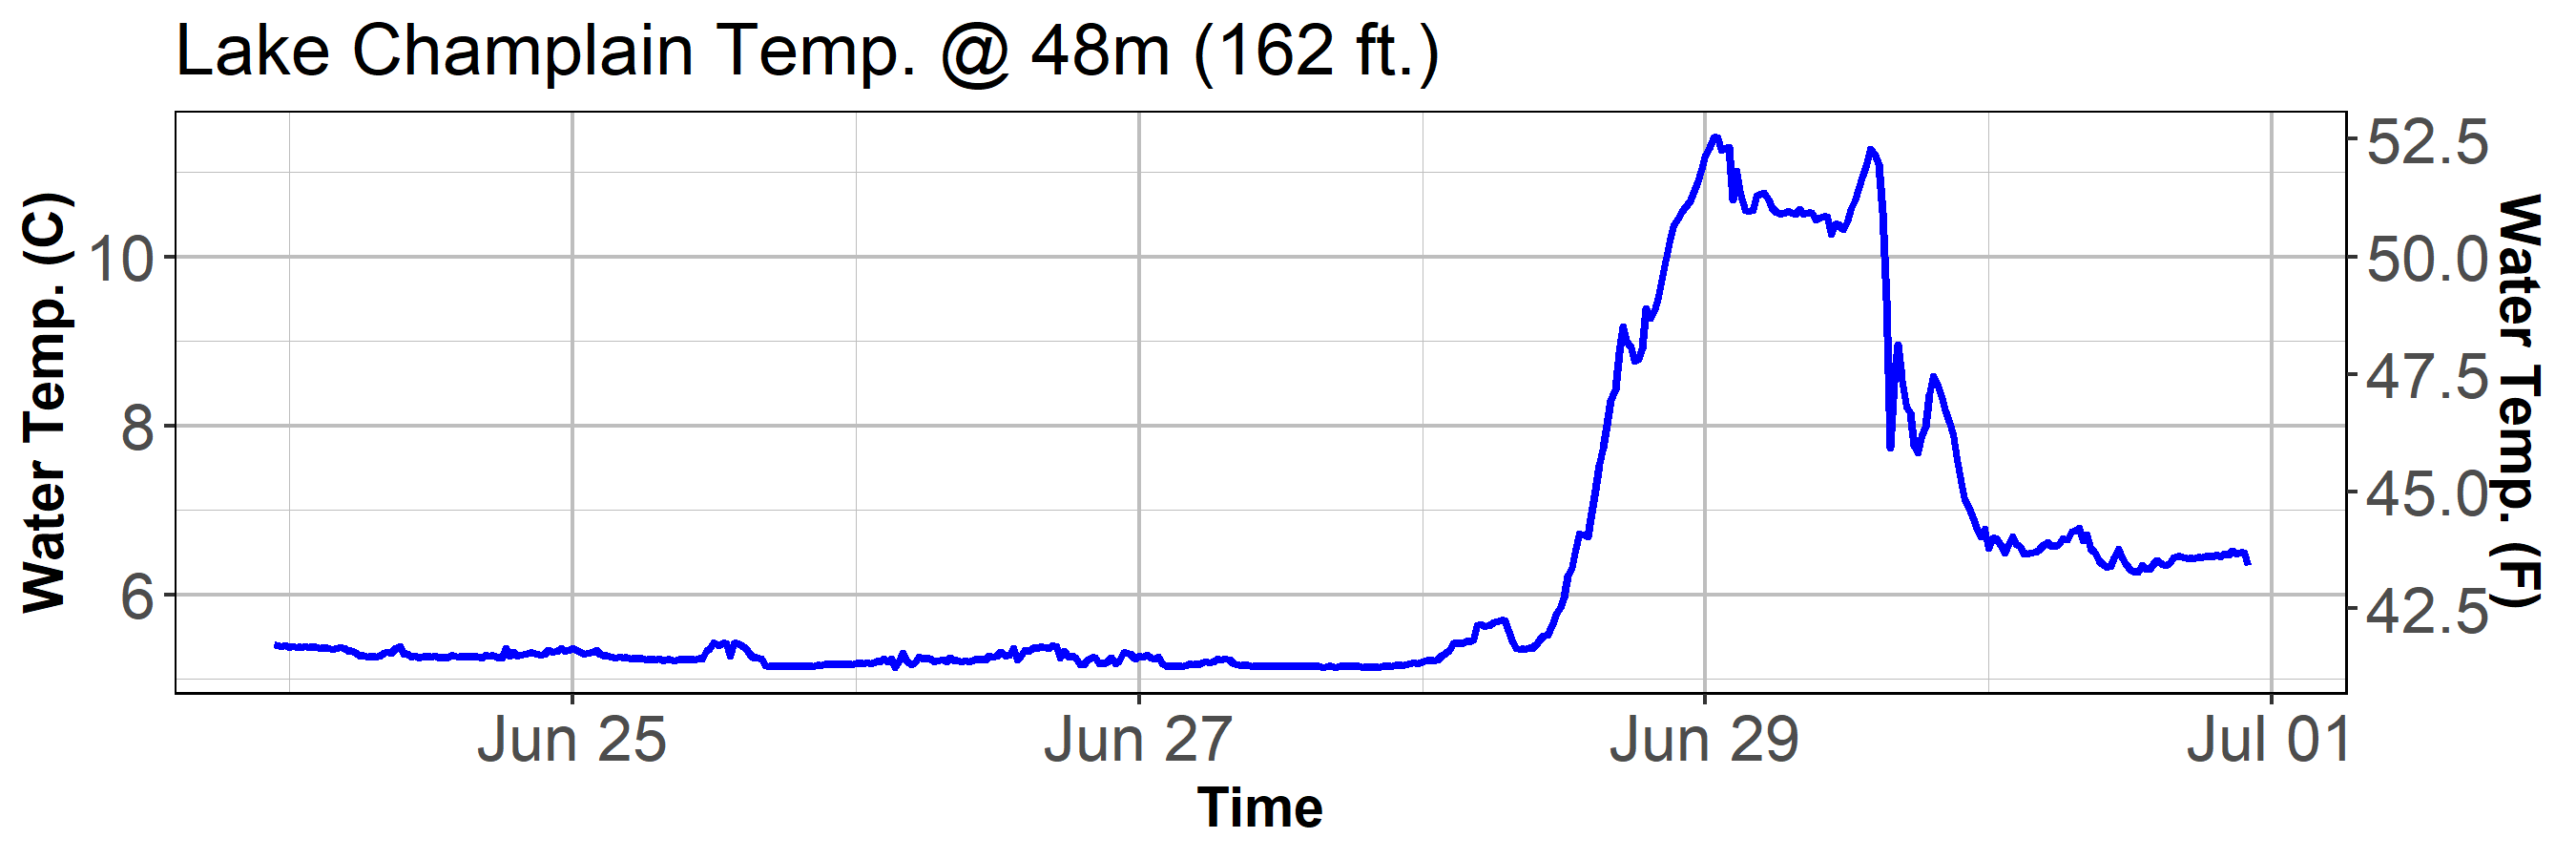 Lake Champlain Temp. @ 48m (162 ft.)
Water Temp. (C)
10
8
6
52.5
50.0
47.5
45.0
42.5
Water Temp. (F)
Jun 25
Jun 27
Jun 29
Jul 01
Time